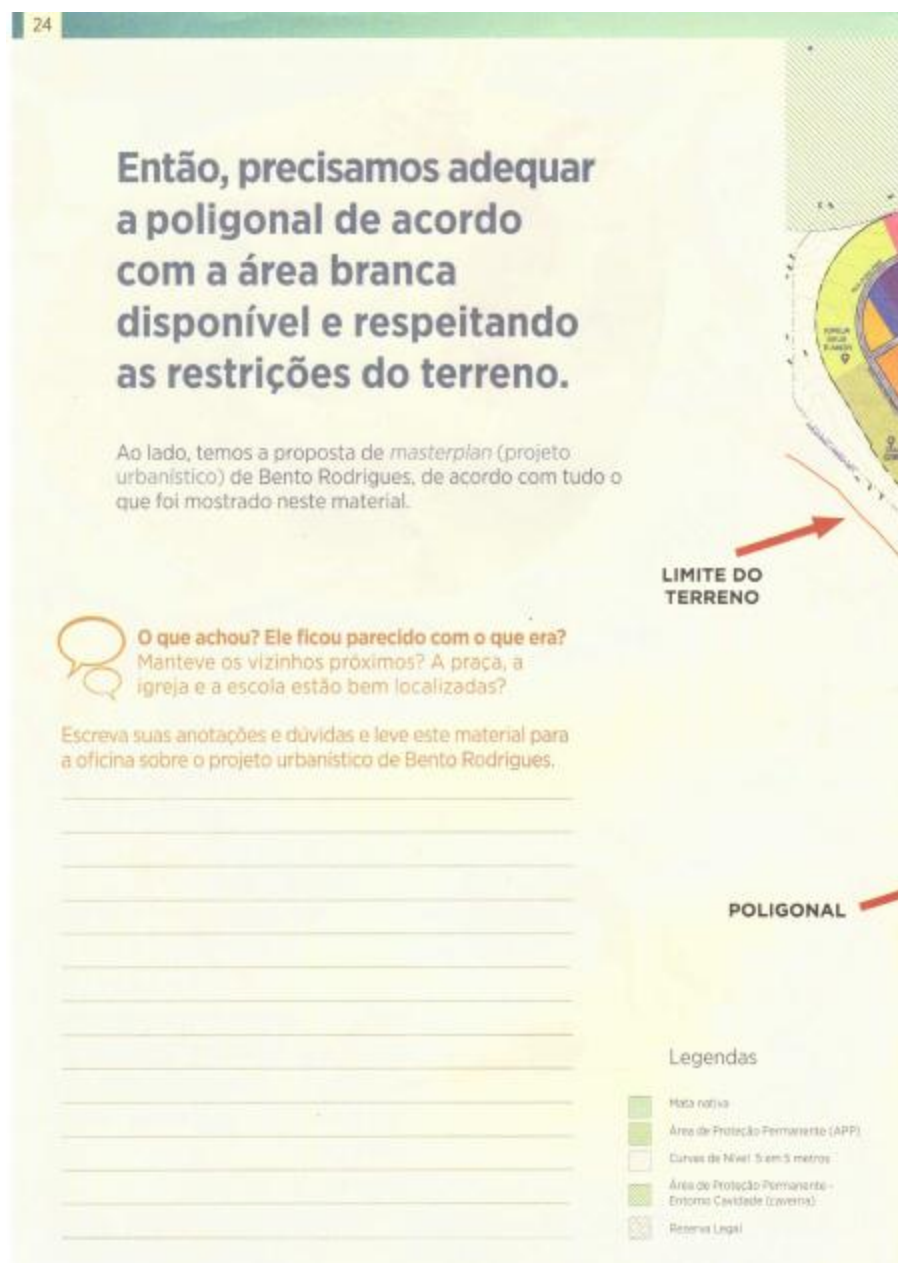 24
Então, precisamos adequar
a poligonal de acordo
com a área branca
disponível e respeitando
as restrições do terreno.
Ao lado, temos a proposta de masterplan (projeto
urbanístico) de Bento Rodrigues, de acordo com tudo o
que foi mostrado neste material.
LIMITE DO
TERRENO
O que achou? Ele ficou parecido com o que era?
Manteve os vizinhos próximos? A praça, a
igreja e a escola estão bem localizadas?
Escreva suas anotações e dúvidas e leve este material para
a oficina sobre o projeto urbanístico de Bento Rodrigues.
POLIGONAL
Legendas
Mata nativa
Área de Proteção Permanente (APP)
Curvas de Nível 5 em 5 metros
Área de Proteção Permanente -
Entorno Cavidade (caverna)
Reserva Legal